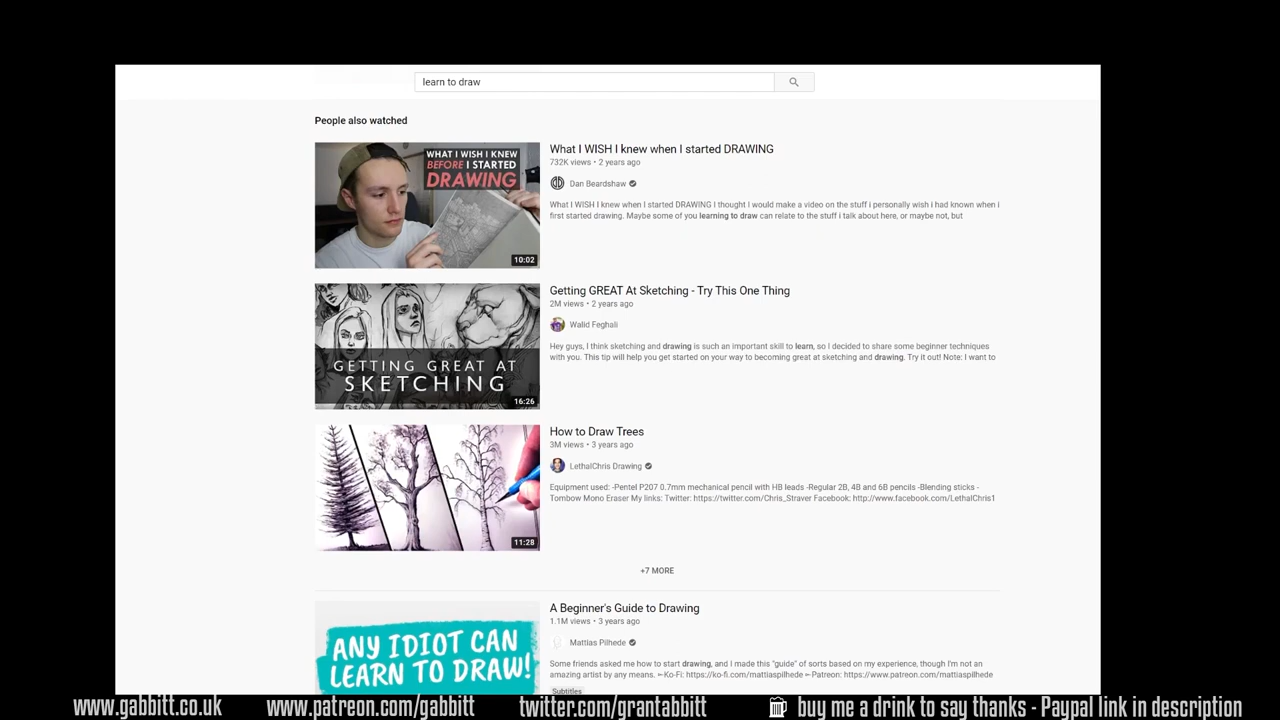 learn to draw
People also watched
WHAT I WISH I KNEW
BEFORE I STARTED
DRAWING
10:02
What I WISH I knew when I started DRAWING
732K views • 2 years ago
Dan Beardshaw
What I WISH I knew when I started DRAWING I thought I would make a video on the stuff i personally wish i had known when i
first started drawing. Maybe some of you learning to draw can relate to the stuff i talk about here, or maybe not, but
GETTING GREAT AT
SKETCHING
16:26
Getting GREAT At Sketching - Try This One Thing
2M views • 2 years ago
Walid Feghali
Hey guys, I think sketching and drawing is such an important skill to learn, so I decided to share some beginner techniques
with you. This tip will help you get started on your way to becoming great at sketching and drawing. Try it out! Note: I want to
11:28
How to Draw Trees
3M views • 3 years ago
LethalChris Drawing
Equipment used: -Pentel P207 0.7mm mechanical pencil with HB leads -Regular 2B, 4B and 6B pencils -Blending sticks -
Tombow Mono Eraser My links: Twitter: https://twitter.com/Chris_Straver Facebook: http://www.facebook.com/LethalChris1
+7 MORE
ANY IDIOT CAN
LEARN TO DRAW!
A Beginner's Guide to Drawing
1.1M views • 3 years ago
Mattias Pilhede
Some friends asked me how to start drawing, and I made this "guide" of sorts based on my experience, though I'm not an
amazing artist by any means. ➳Ko-Fi: https://ko-fi.com/mattiaspilhede ➳Patreon: https://www.patreon.com/mattiaspilhede
Subtitles
www.gabbitt.co.uk www.patreon.com/gabbitt twitter.com/grantabbitt buy me a drink to say thanks - Paypal link in description